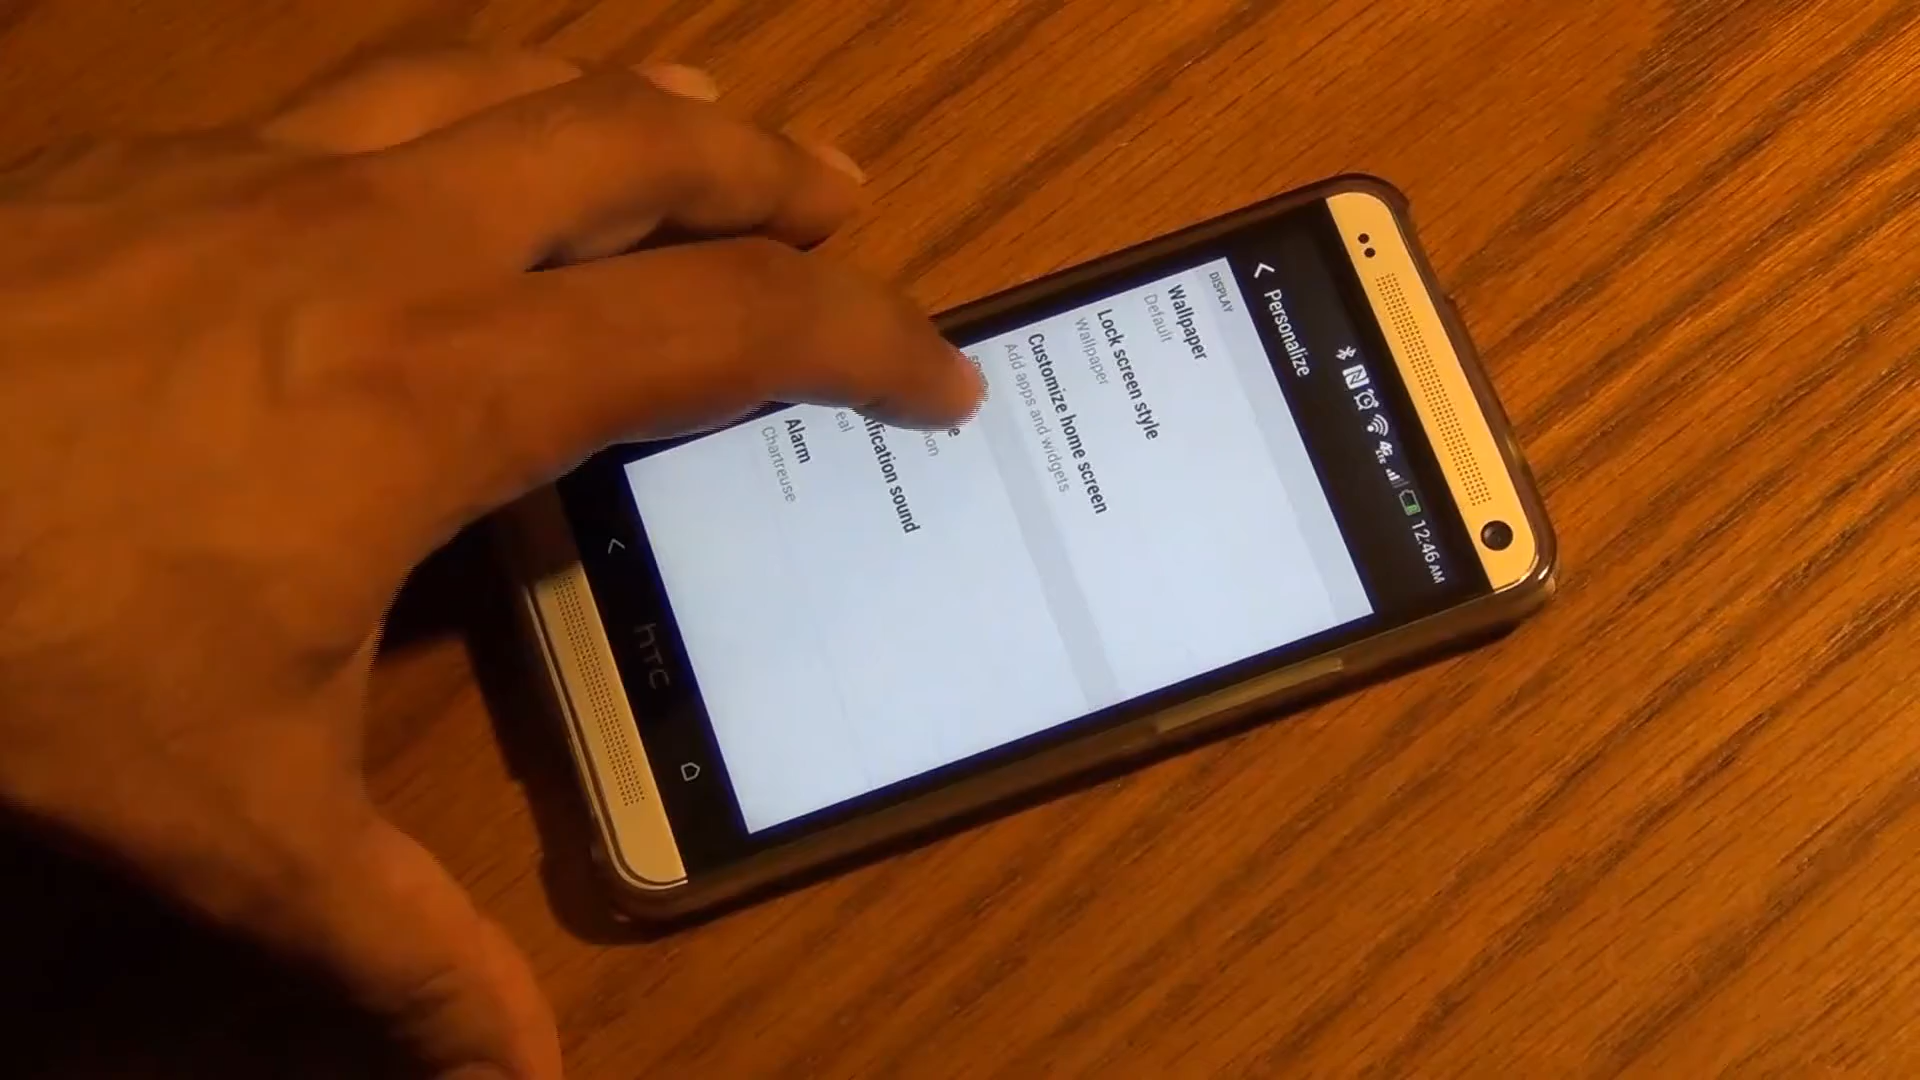 12:46 AM
Personalize
DISPLAY
Wallpaper
Default
Lock screen style
Wallpaper
Customize home screen
Add apps and widgets
Alarm
Chartreuse
sound
htc